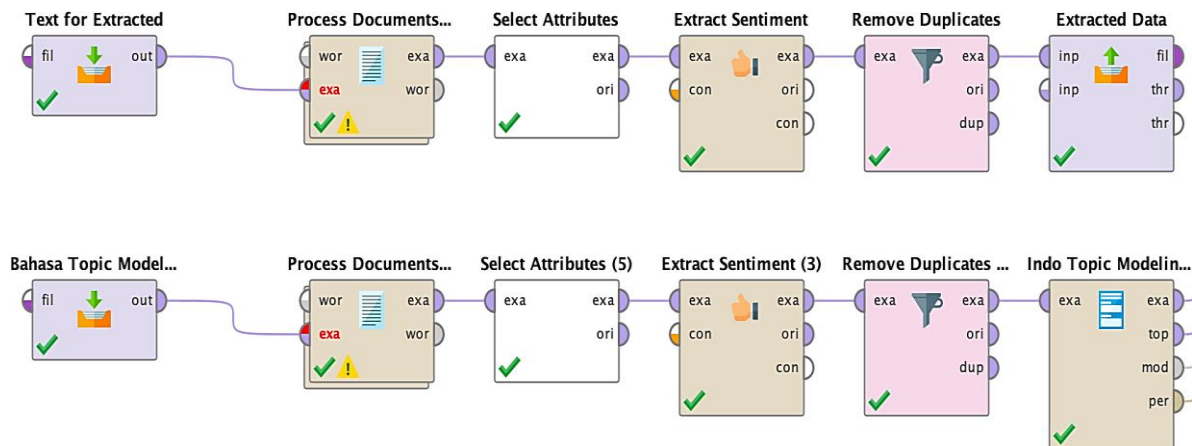 Text for Extracted Process Documents... Select Attributes Extract Sentiment Remove Duplicates Extracted Data
fil out wor exa exa exa exa exa exa exa inp fil
exa wor ori con ori ori inp thr
con dup thr
Bahasa Topic Model... Process Documents... Select Attributes (5) Extract Sentiment (3) Remove Duplicates ... Indo Topic Modelin...
fil out wor exa exa exa exa exa exa exa exa exa
exa wor ori con ori ori top
con dup mod
per